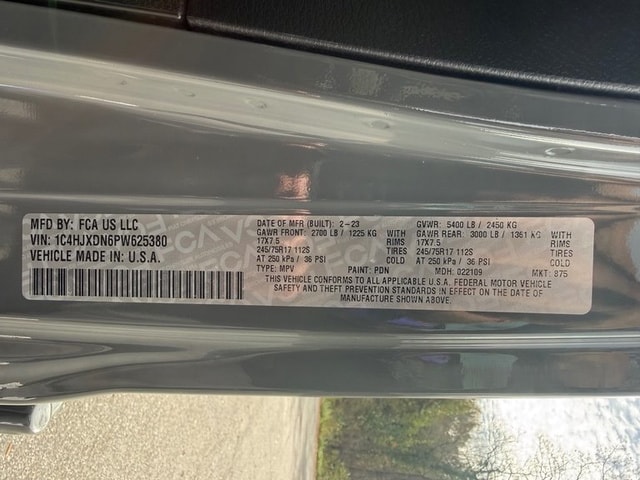 MFD BY: FCA US LLC
VIN: 1C4HJXDN6PW625380
VEHICLE MADE IN: U.S.A.
DATE OF MFR (BUILT): 2-23 GVWR: 5400 LB / 2450 KG
GAWR FRONT: 2700 LB / 1225 KG WITH GAWR REAR: 3000 LB / 1361 KG WITH
17X7.5 RIMS 17X7.5 RIMS
245/75R17 112S TIRES 245/75R17 112S TIRES
AT 250 kPa / 36 PSI COLD AT 250 kPa / 36 PSI COLD
TYPE: MPV PAINT: PDN MDH: 022109 MKT: 875
VEHICLE CONFORMS TO ALL APPLICABLE U.S.A. FEDERAL MOTOR VEHICLE
SAFETY AND THEFT PREVENTION STANDARDS IN EFFECT ON THE DATE OF
MANUFACTURE SHOWN ABOVE.